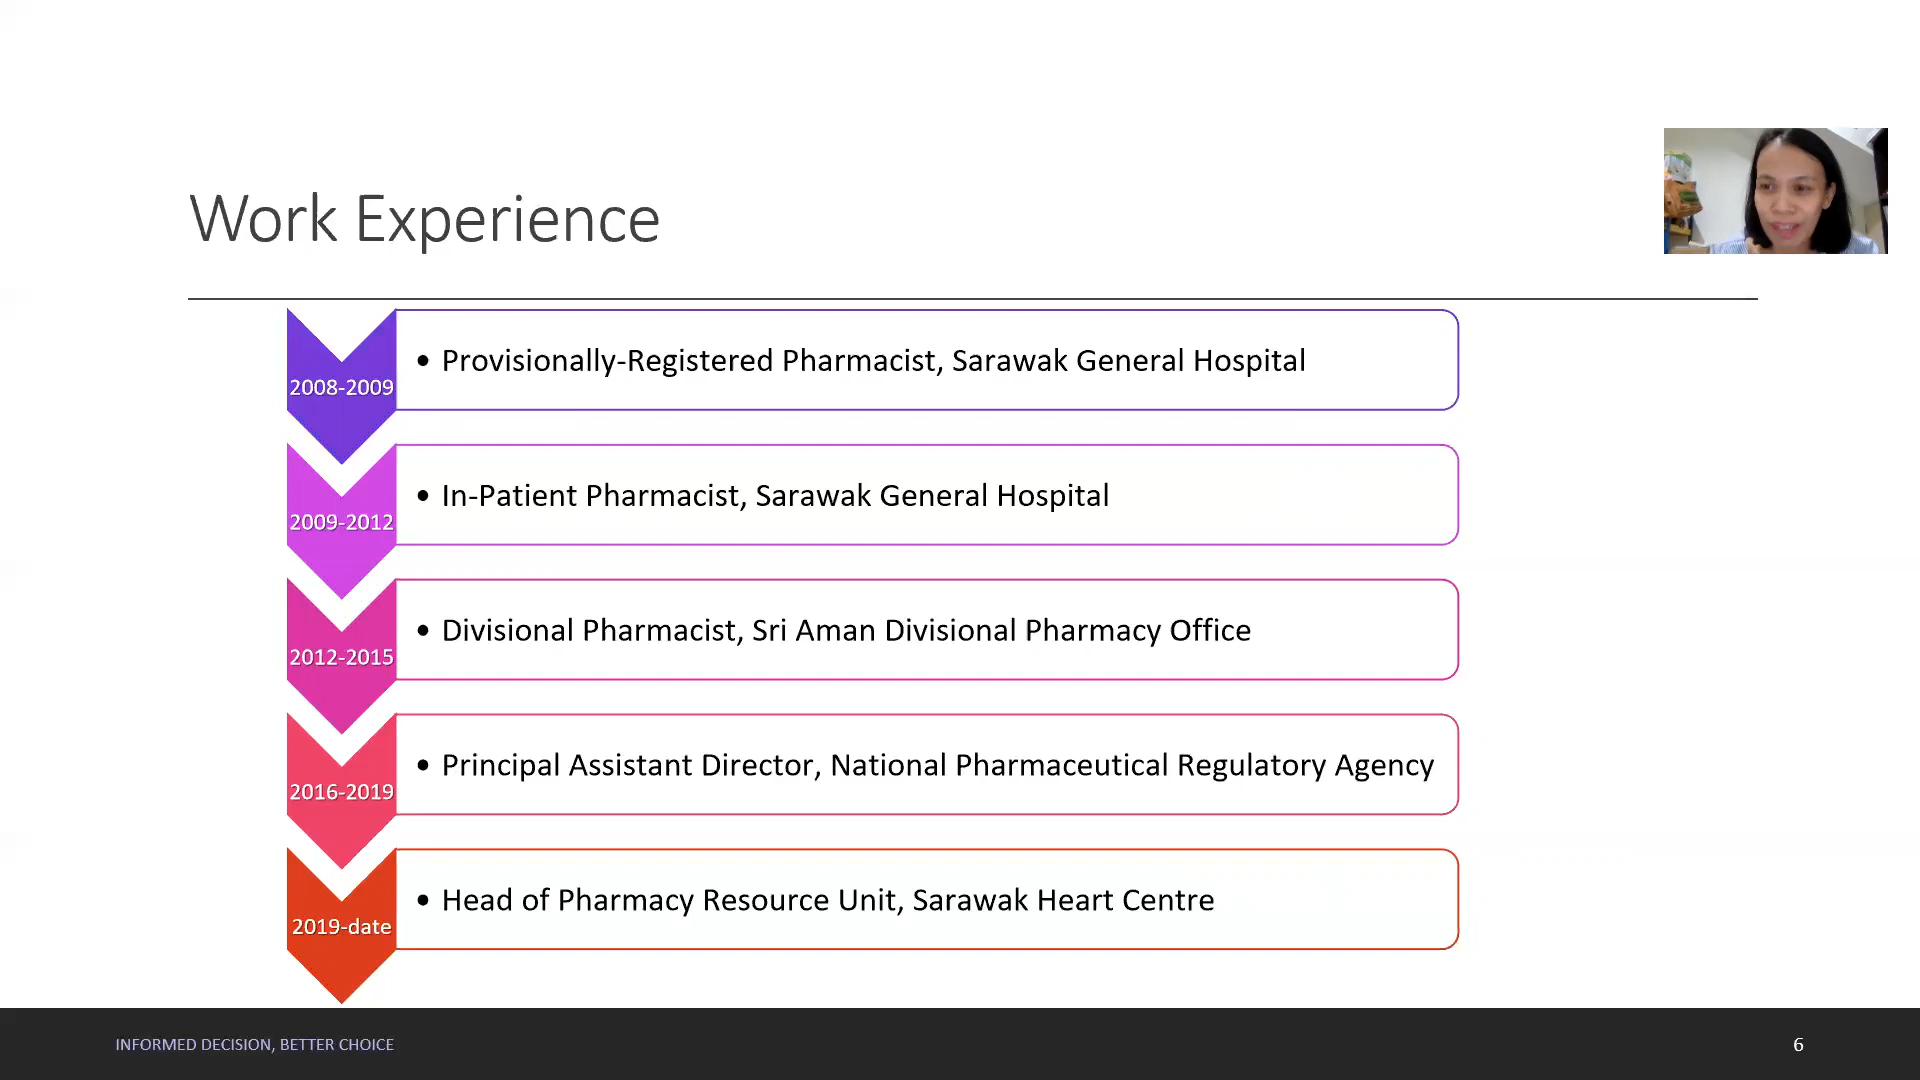 Work Experience
2008-2009
• Provisionally-Registered Pharmacist, Sarawak General Hospital
2009-2012
• In-Patient Pharmacist, Sarawak General Hospital
2012-2015
• Divisional Pharmacist, Sri Aman Divisional Pharmacy Office
2016-2019
• Principal Assistant Director, National Pharmaceutical Regulatory Agency
2019-date
• Head of Pharmacy Resource Unit, Sarawak Heart Centre
INFORMED DECISION, BETTER CHOICE
6